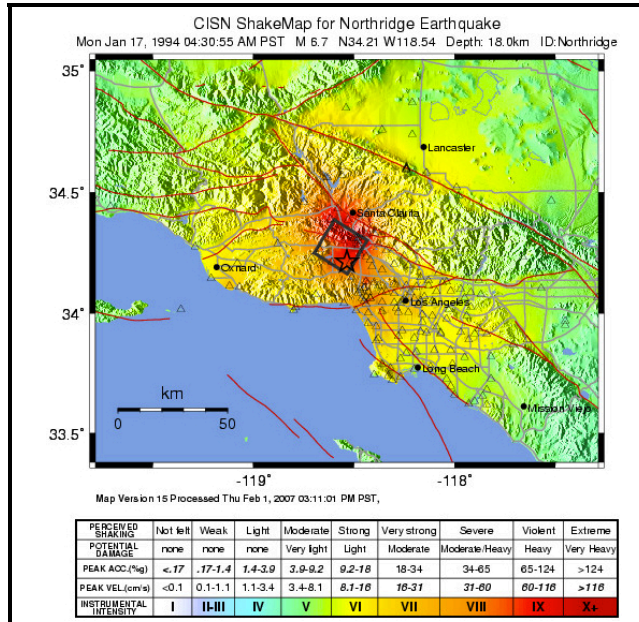 CISN ShakeMap for Northridge Earthquake
Mon Jan 17, 1994 04:30:55 AM PST M 6.7 N34.21 W118.54 Depth: 18.0km ID:Northridge
35°
Lancaster
34.5°
Santa Clarita
Oxnard
Los Angeles
34°
Long Beach
km
Mission Viejo
0 50
33.5°
-119° -118°
Map Version 15 Processed Thu Feb 1, 2007 03:11:01 PM PST,
PERCEIVED SHAKING Not felt Weak Light Moderate Strong Very strong Severe Violent Extreme
POTENTIAL DAMAGE none none none Very light Light Moderate Moderate/Heavy Heavy Very Heavy
PEAK ACC.(%g) <.17 .17-1.4 1.4-3.9 3.9-9.2 9.2-18 18-34 34-65 65-124 >124
PEAK VEL.(cm/s) <0.1 0.1-1.1 1.1-3.4 3.4-8.1 8.1-16 16-31 31-60 60-116 >116
INSTRUMENTAL INTENSITY I II-III IV V VI VII VIII IX X+